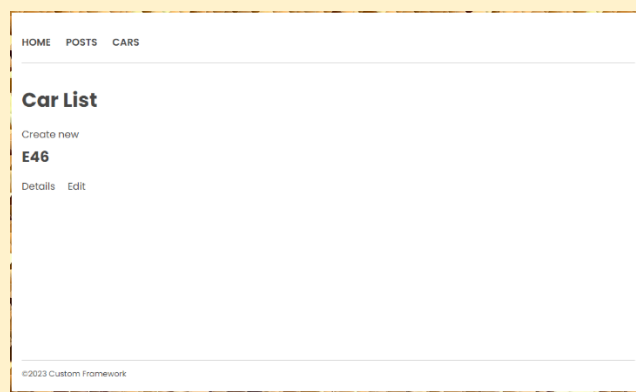 HOME POSTS CARS
Car List
Create new
E46
Details Edit
©2023 Custom Framework